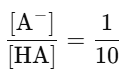 [A⁻]/[HA] = 1/10